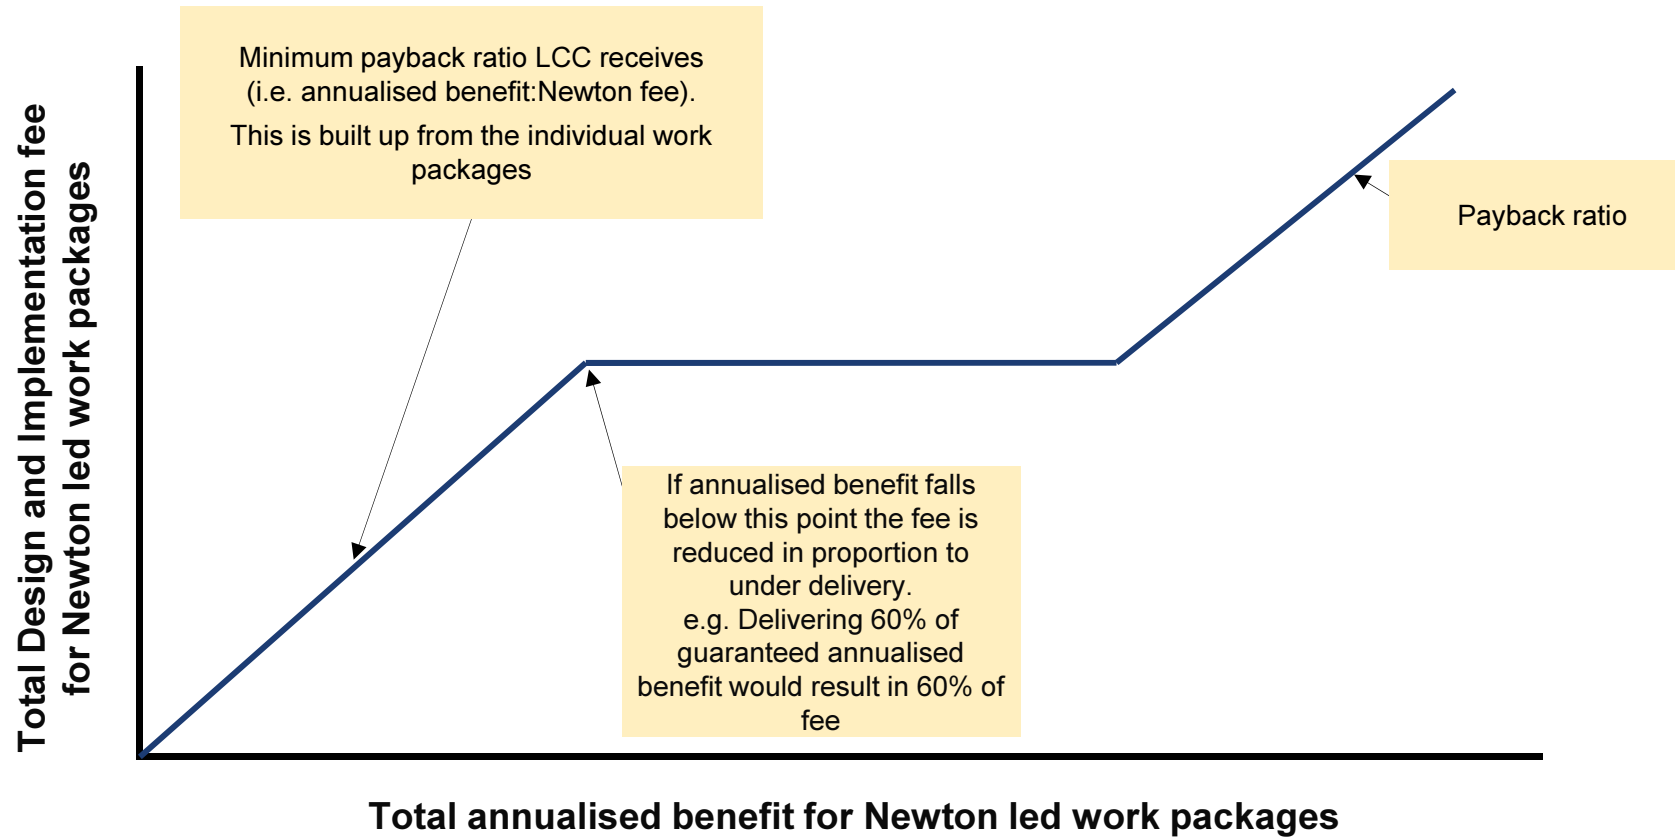 Minimum payback ratio LCC receives
(i.e. annualised benefit:Newton fee).
This is built up from the individual work
packages
Total Design and Implementation fee
for Newton led work packages
Payback ratio
If annualised benefit falls
below this point the fee is
reduced in proportion to
under delivery.
e.g. Delivering 60% of
guaranteed annualised
benefit would result in 60% of
fee
Total annualised benefit for Newton led work packages